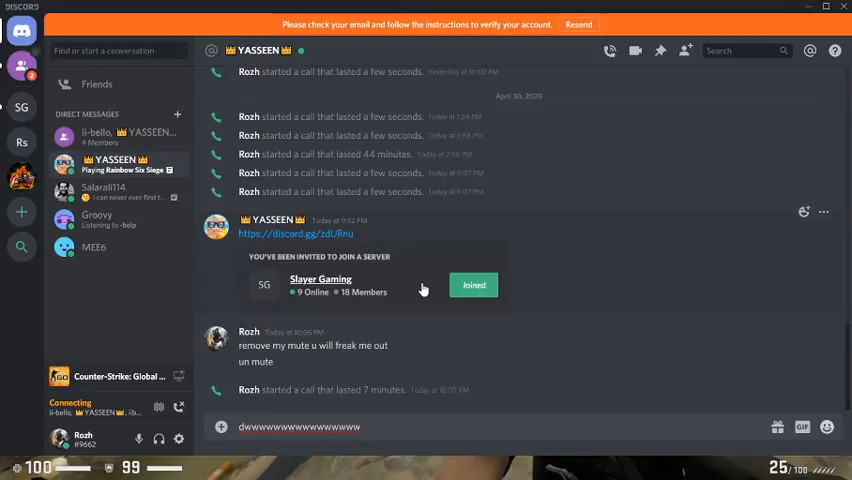 DISCORD
Please check your email and follow the instructions to verify your account. Resend
Find or start a conversation
@ YASSEEN
Search
2
Friends
DIRECT MESSAGES +
SG
Rs
li-bello, YASSEEN...
4 Members
YASSEEN
Playing Rainbow Six Siege
Salarali114
I can never ever find t...
Groovy
Listening to -help
MEE6
Rozh started a call that lasted a few seconds. Yesterday at 10:02 PM
April 30, 2020
Rozh started a call that lasted a few seconds. Today at 1:24 PM
Rozh started a call that lasted a few seconds. Today at 2:58 PM
Rozh started a call that lasted 44 minutes. Today at 2:58 PM
Rozh started a call that lasted a few seconds. Today at 9:07 PM
Rozh started a call that lasted a few seconds. Today at 9:07 PM
YASSEEN Today at 9:52 PM
https://discord.gg/zdURnu
YOU'VE BEEN INVITED TO JOIN A SERVER
SG
Slayer Gaming
9 Online 18 Members
Joined
Rozh Today at 10:05 PM
remove my mute u will freak me out
un mute
Rozh started a call that lasted 7 minutes. Today at 10:07 PM
Counter-Strike: Global ...
Connecting
li-bello, YASSEEN, lib...
Rozh
#9662
dwwwwwwwwwwwwwwww
GIF
100
99
25/100